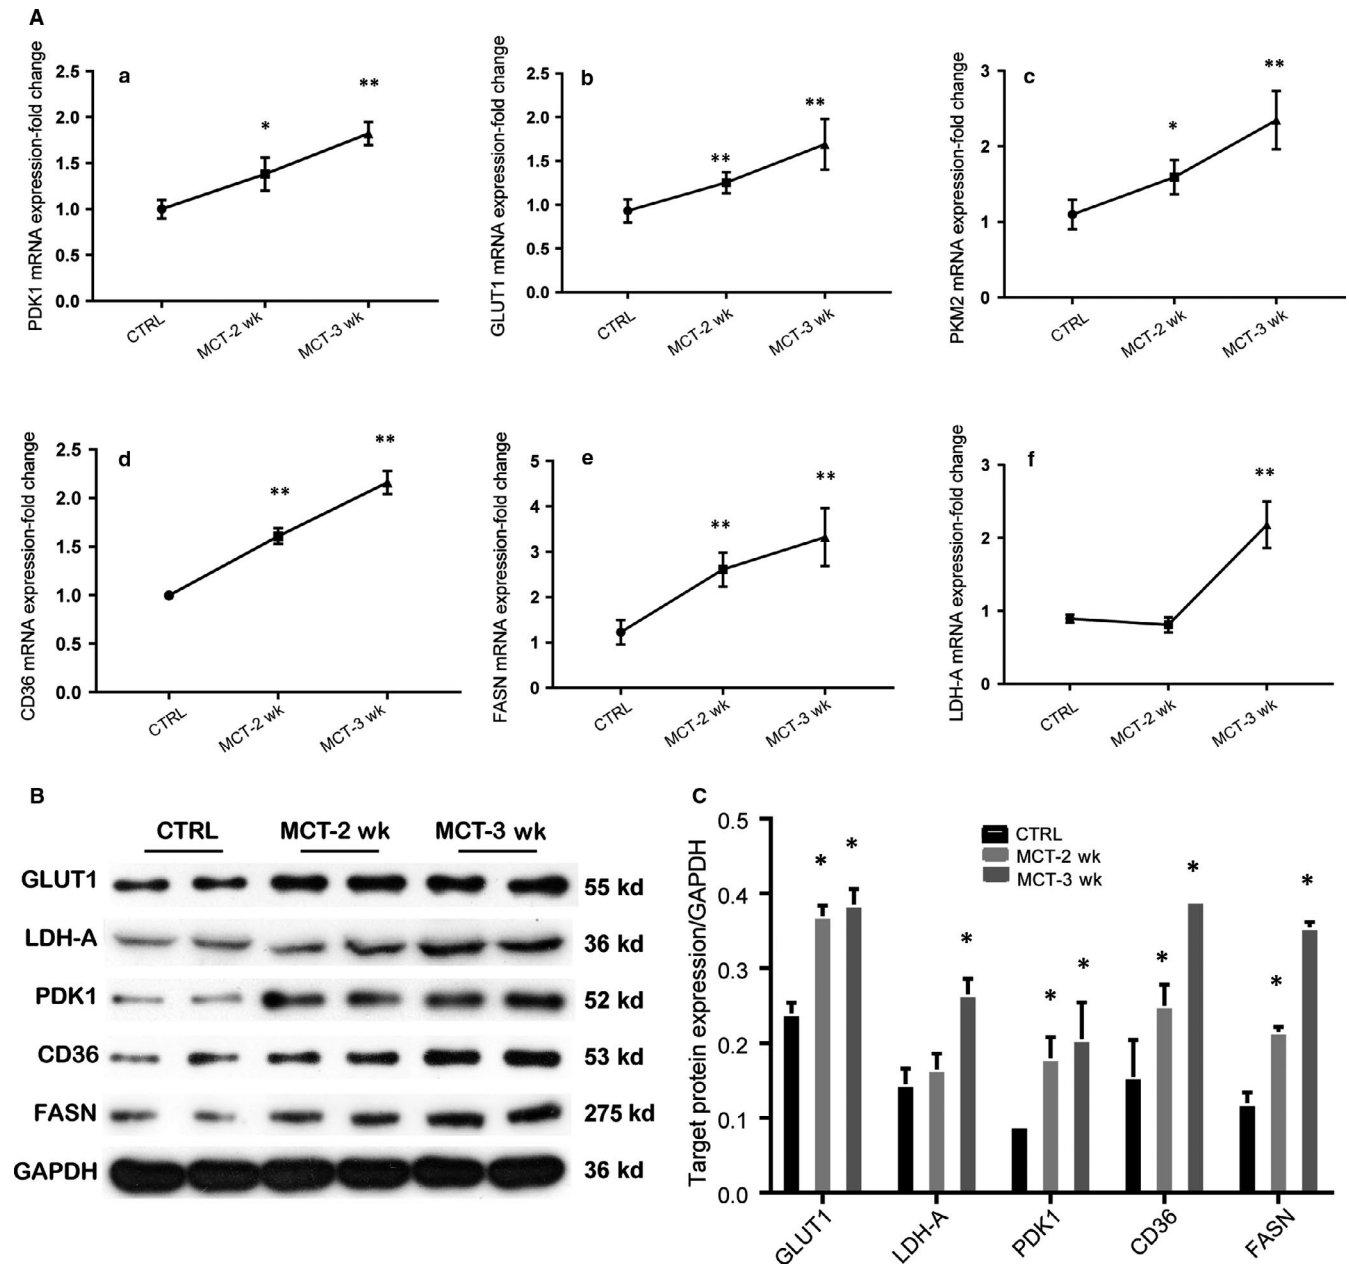 A
a
PDK1 mRNA expression-fold change
2.5
2.0
1.5
1.0
0.5
0.0
*
**
CTRL
MCT-2 wk
MCT-3 wk
b
GLUT1 mRNA expression-fold change
2.5
2.0
1.5
1.0
0.5
0.0
**
**
CTRL
MCT-2 wk
MCT-3 wk
c
PKM2 mRNA expression-fold change
3
2
1
0
*
**
CTRL
MCT-2 wk
MCT-3 wk
d
CD36 mRNA expression-fold change
2.5
2.0
1.5
1.0
0.5
0.0
**
**
CTRL
MCT-2 wk
MCT-3 wk
e
FASN mRNA expression-fold change
5
4
3
2
1
0
**
**
CTRL
MCT-2 wk
MCT-3 wk
f
LDH-A mRNA expression-fold change
3
2
1
0
**
CTRL
MCT-2 wk
MCT-3 wk
B
CTRL MCT-2 wk MCT-3 wk
GLUT1 55 kd
LDH-A 36 kd
PDK1 52 kd
CD36 53 kd
FASN 275 kd
GAPDH 36 kd
C
Target protein expression/GAPDH
0.5
0.4
0.3
0.2
0.1
0.0
CTRL
MCT-2 wk
MCT-3 wk
* *
*
* *
* *
* *
GLUT1
LDH-A
PDK1
CD36
FASN